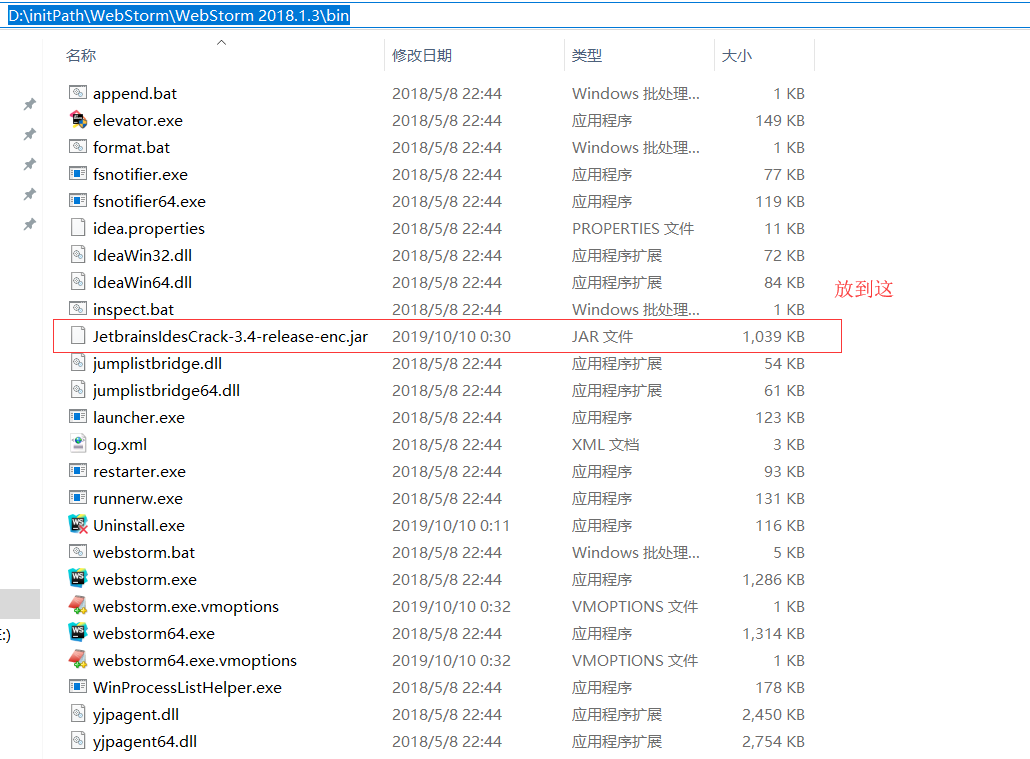 D:\initPath\WebStorm\WebStorm 2018.1.3\bin
名称 修改日期 类型 大小
append.bat 2018/5/8 22:44 Windows 批处理... 1 KB
elevator.exe 2018/5/8 22:44 应用程序 149 KB
format.bat 2018/5/8 22:44 Windows 批处理... 1 KB
fsnotifier.exe 2018/5/8 22:44 应用程序 77 KB
fsnotifier64.exe 2018/5/8 22:44 应用程序 119 KB
idea.properties 2018/5/8 22:44 PROPERTIES 文件 11 KB
IdeaWin32.dll 2018/5/8 22:44 应用程序扩展 72 KB
IdeaWin64.dll 2018/5/8 22:44 应用程序扩展 84 KB
放到这
inspect.bat 2018/5/8 22:44 Windows 批处理... 1 KB
JetbrainsIdesCrack-3.4-release-enc.jar 2019/10/10 0:30 JAR 文件 1,039 KB
jumplistbridge.dll 2018/5/8 22:44 应用程序扩展 54 KB
jumplistbridge64.dll 2018/5/8 22:44 应用程序扩展 61 KB
launcher.exe 2018/5/8 22:44 应用程序 123 KB
log.xml 2018/5/8 22:44 XML 文档 3 KB
restarter.exe 2018/5/8 22:44 应用程序 93 KB
runnerw.exe 2018/5/8 22:44 应用程序 131 KB
Uninstall.exe 2019/10/10 0:11 应用程序 116 KB
webstorm.bat 2018/5/8 22:44 Windows 批处理... 5 KB
webstorm.exe 2018/5/8 22:44 应用程序 1,286 KB
webstorm.exe.vmoptions 2019/10/10 0:32 VMOPTIONS 文件 1 KB
:) webstorm64.exe 2018/5/8 22:44 应用程序 1,314 KB
webstorm64.exe.vmoptions 2019/10/10 0:32 VMOPTIONS 文件 1 KB
WinProcessListHelper.exe 2018/5/8 22:44 应用程序 178 KB
yjpagent.dll 2018/5/8 22:44 应用程序扩展 2,450 KB
yjpagent64.dll 2018/5/8 22:44 应用程序扩展 2,754 KB